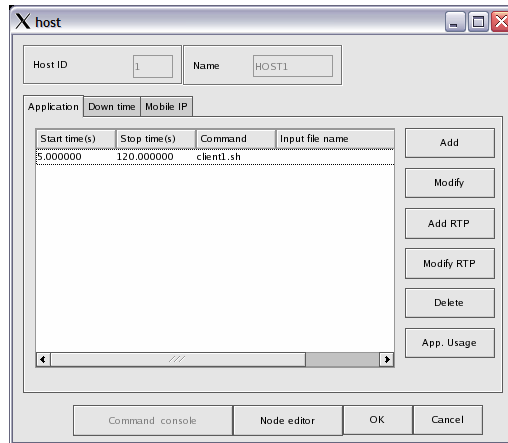 host
Host ID 1 Name HOST1
Application Down time Mobile IP
Start time(s) Stop time(s) Command Input file name
5.000000 120.000000 client1.sh
Add
Modify
Add RTP
Modify RTP
Delete
App. Usage
Command console Node editor OK Cancel